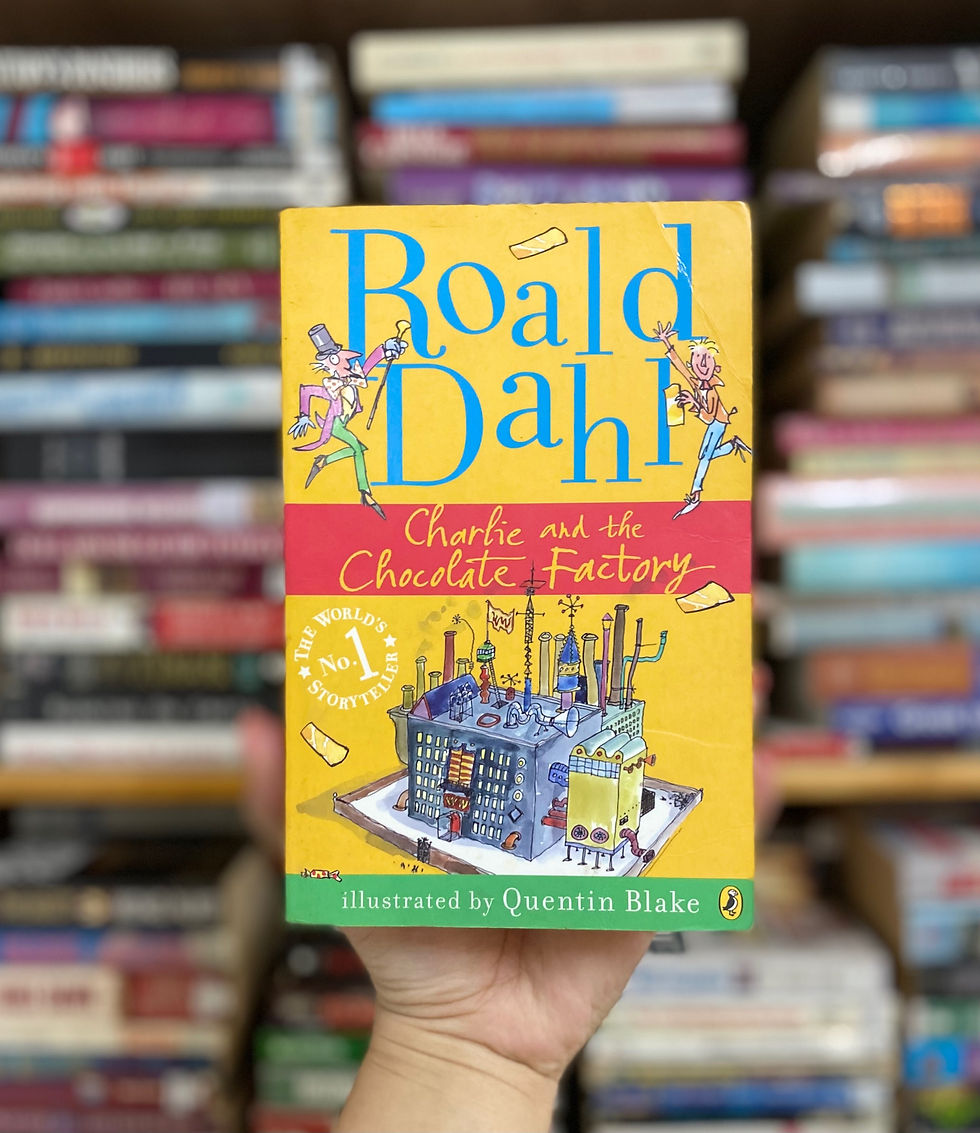 Roald
Dahl
Charlie and the
Chocolate Factory
THE WORLD'S
No.1
STORYTELLER
illustrated by Quentin Blake